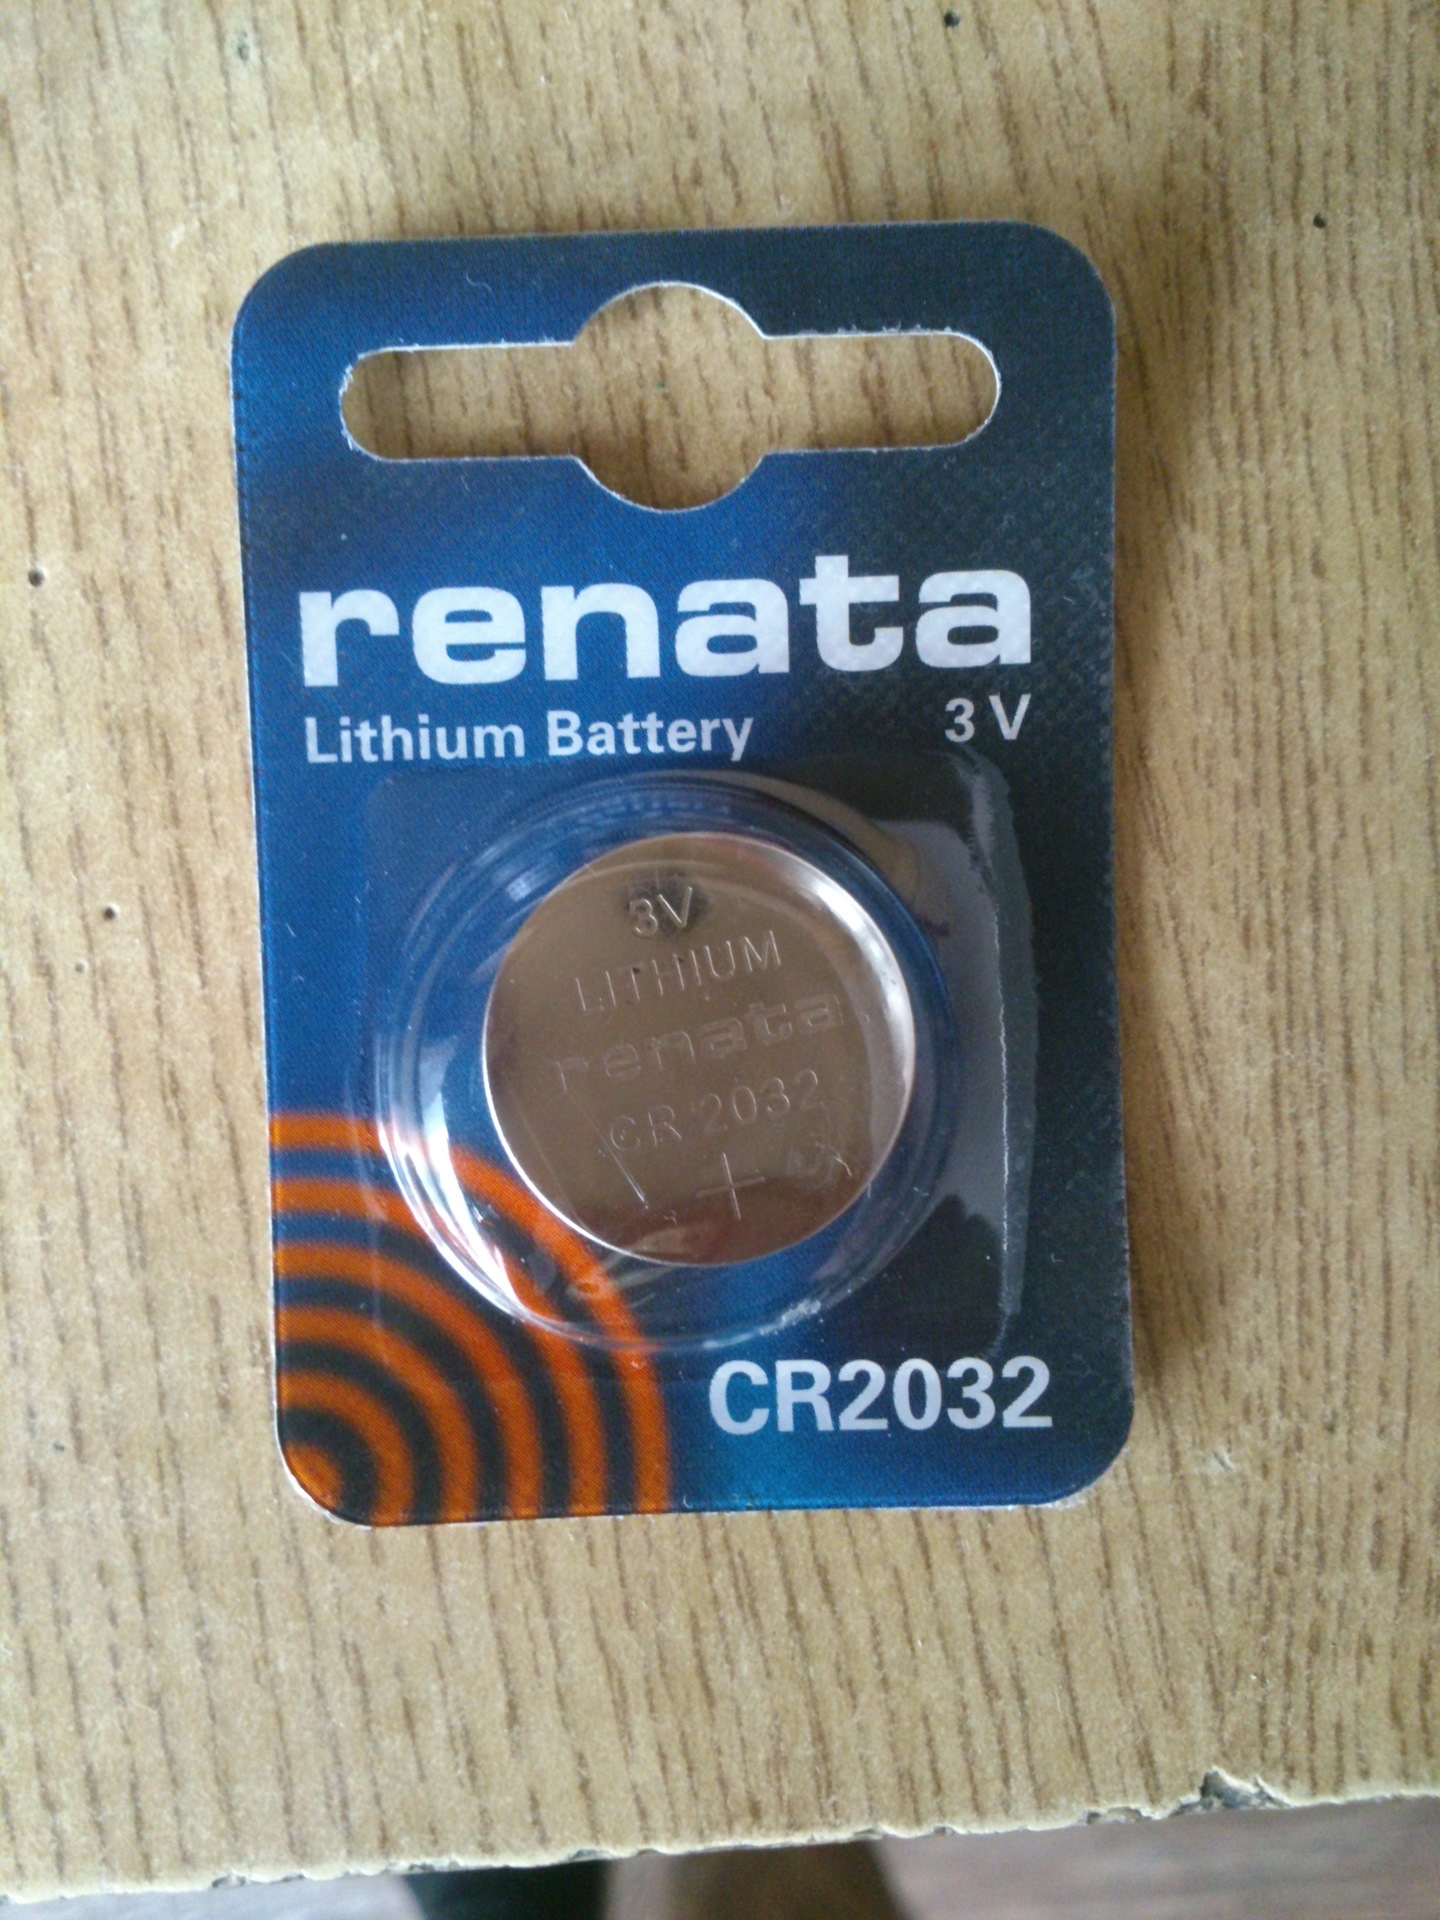 renata
Lithium Battery 3 V
3V
LITHIUM
renata
CR 2032
+
CR2032